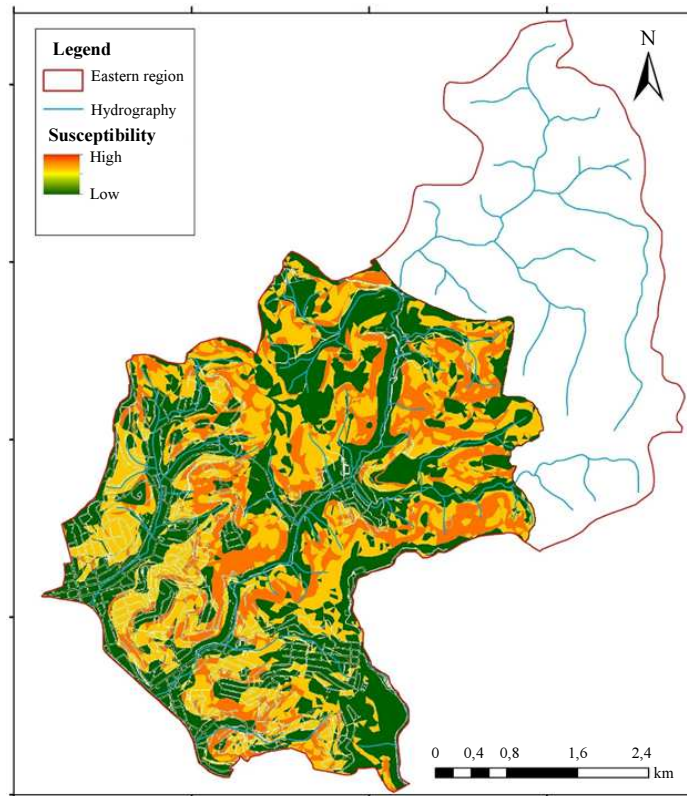 Legend
Eastern region
Hydrography
Susceptibility
High
Low
N
0 0,4 0,8 1,6 2,4
km